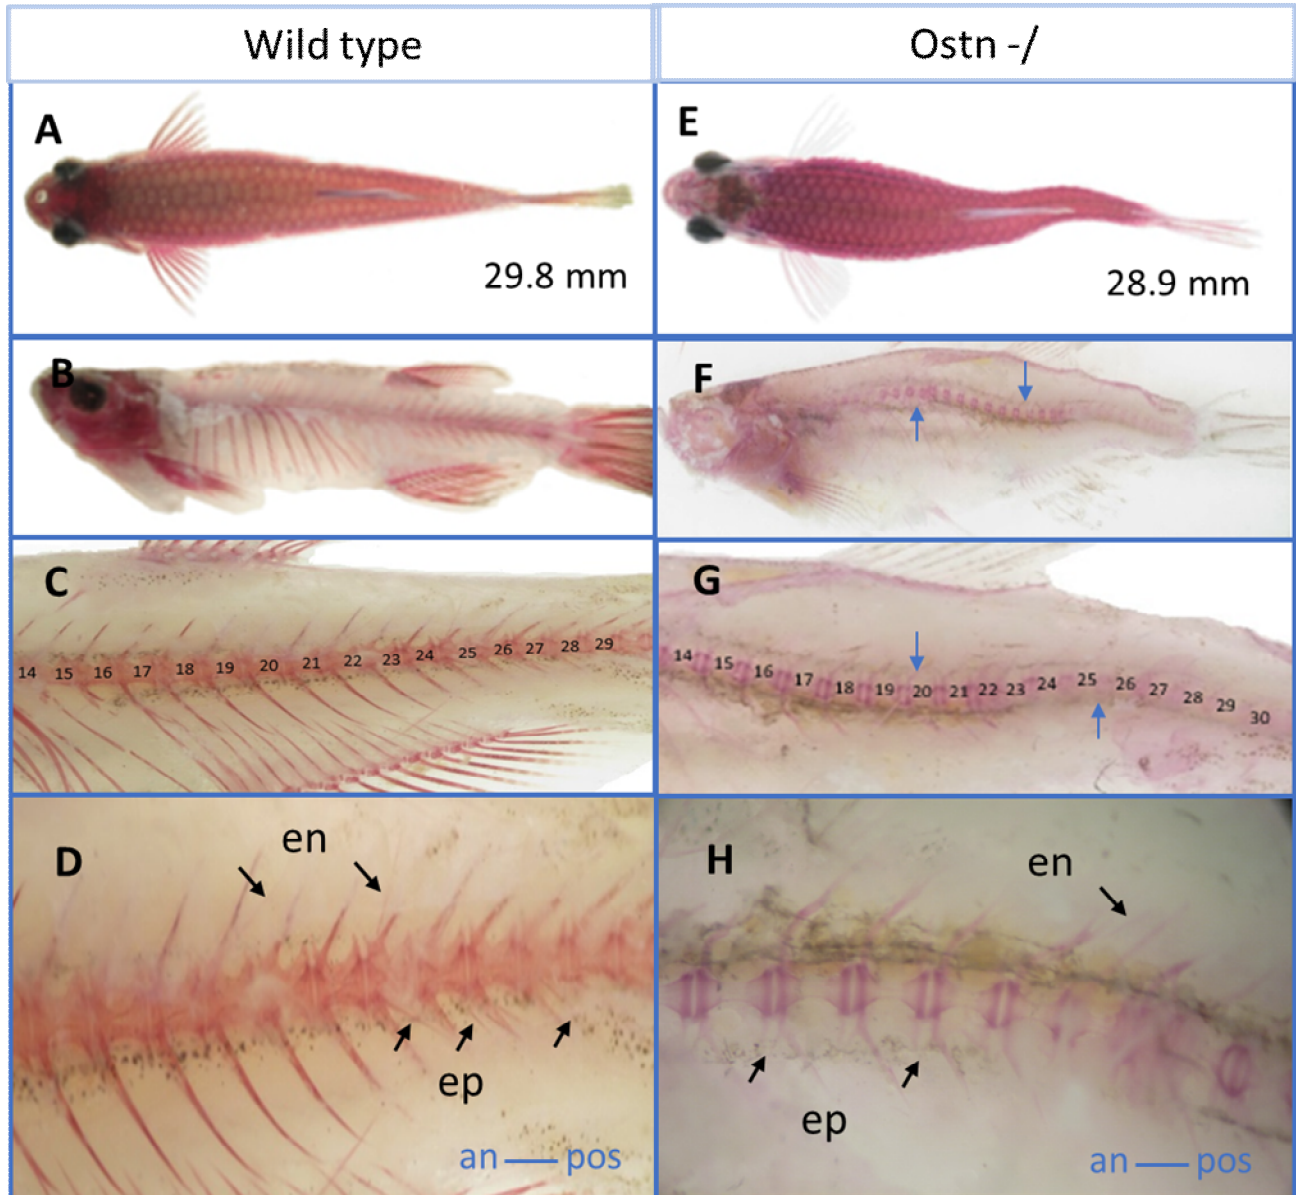 Wild type
Ostn -/
A
29.8 mm
E
28.9 mm
B
F
C
14 15 16 17 18 19 20 21 22 23 24 25 26 27 28 29
G
14 15 16 17 18 19 20 21 22 23 24 25 26 27 28 29 30
D
en
ep
an pos
H
en
ep
an pos